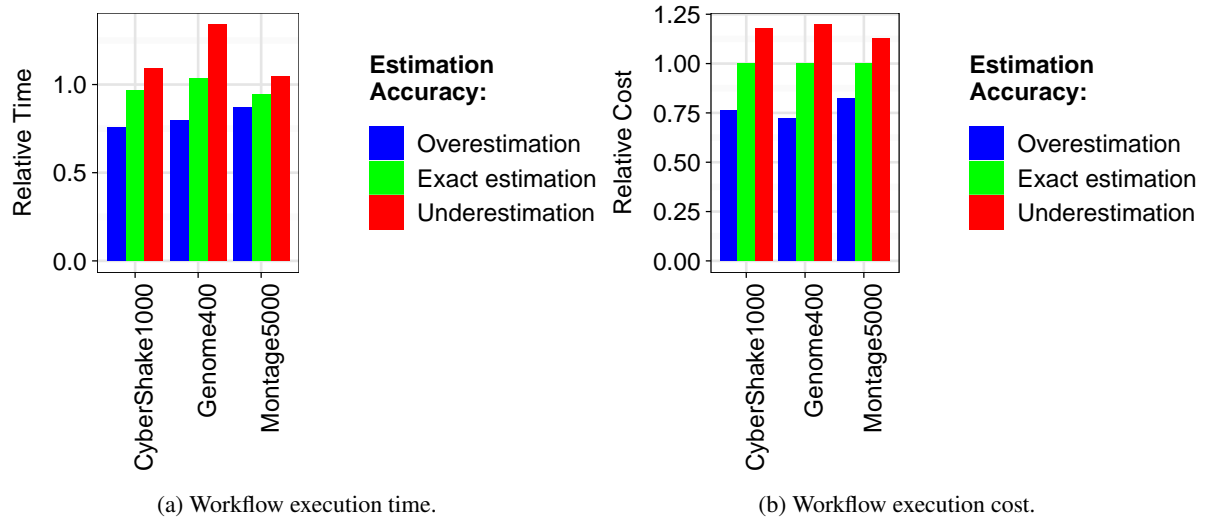 Relative Time
1.0
0.5
0.0
CyberShake1000
Genome400
Montage5000
Estimation
Accuracy:
Overestimation
Exact estimation
Underestimation
(a) Workflow execution time.
Relative Cost
1.25
1.00
0.75
0.50
0.25
0.00
CyberShake1000
Genome400
Montage5000
Estimation
Accuracy:
Overestimation
Exact estimation
Underestimation
(b) Workflow execution cost.